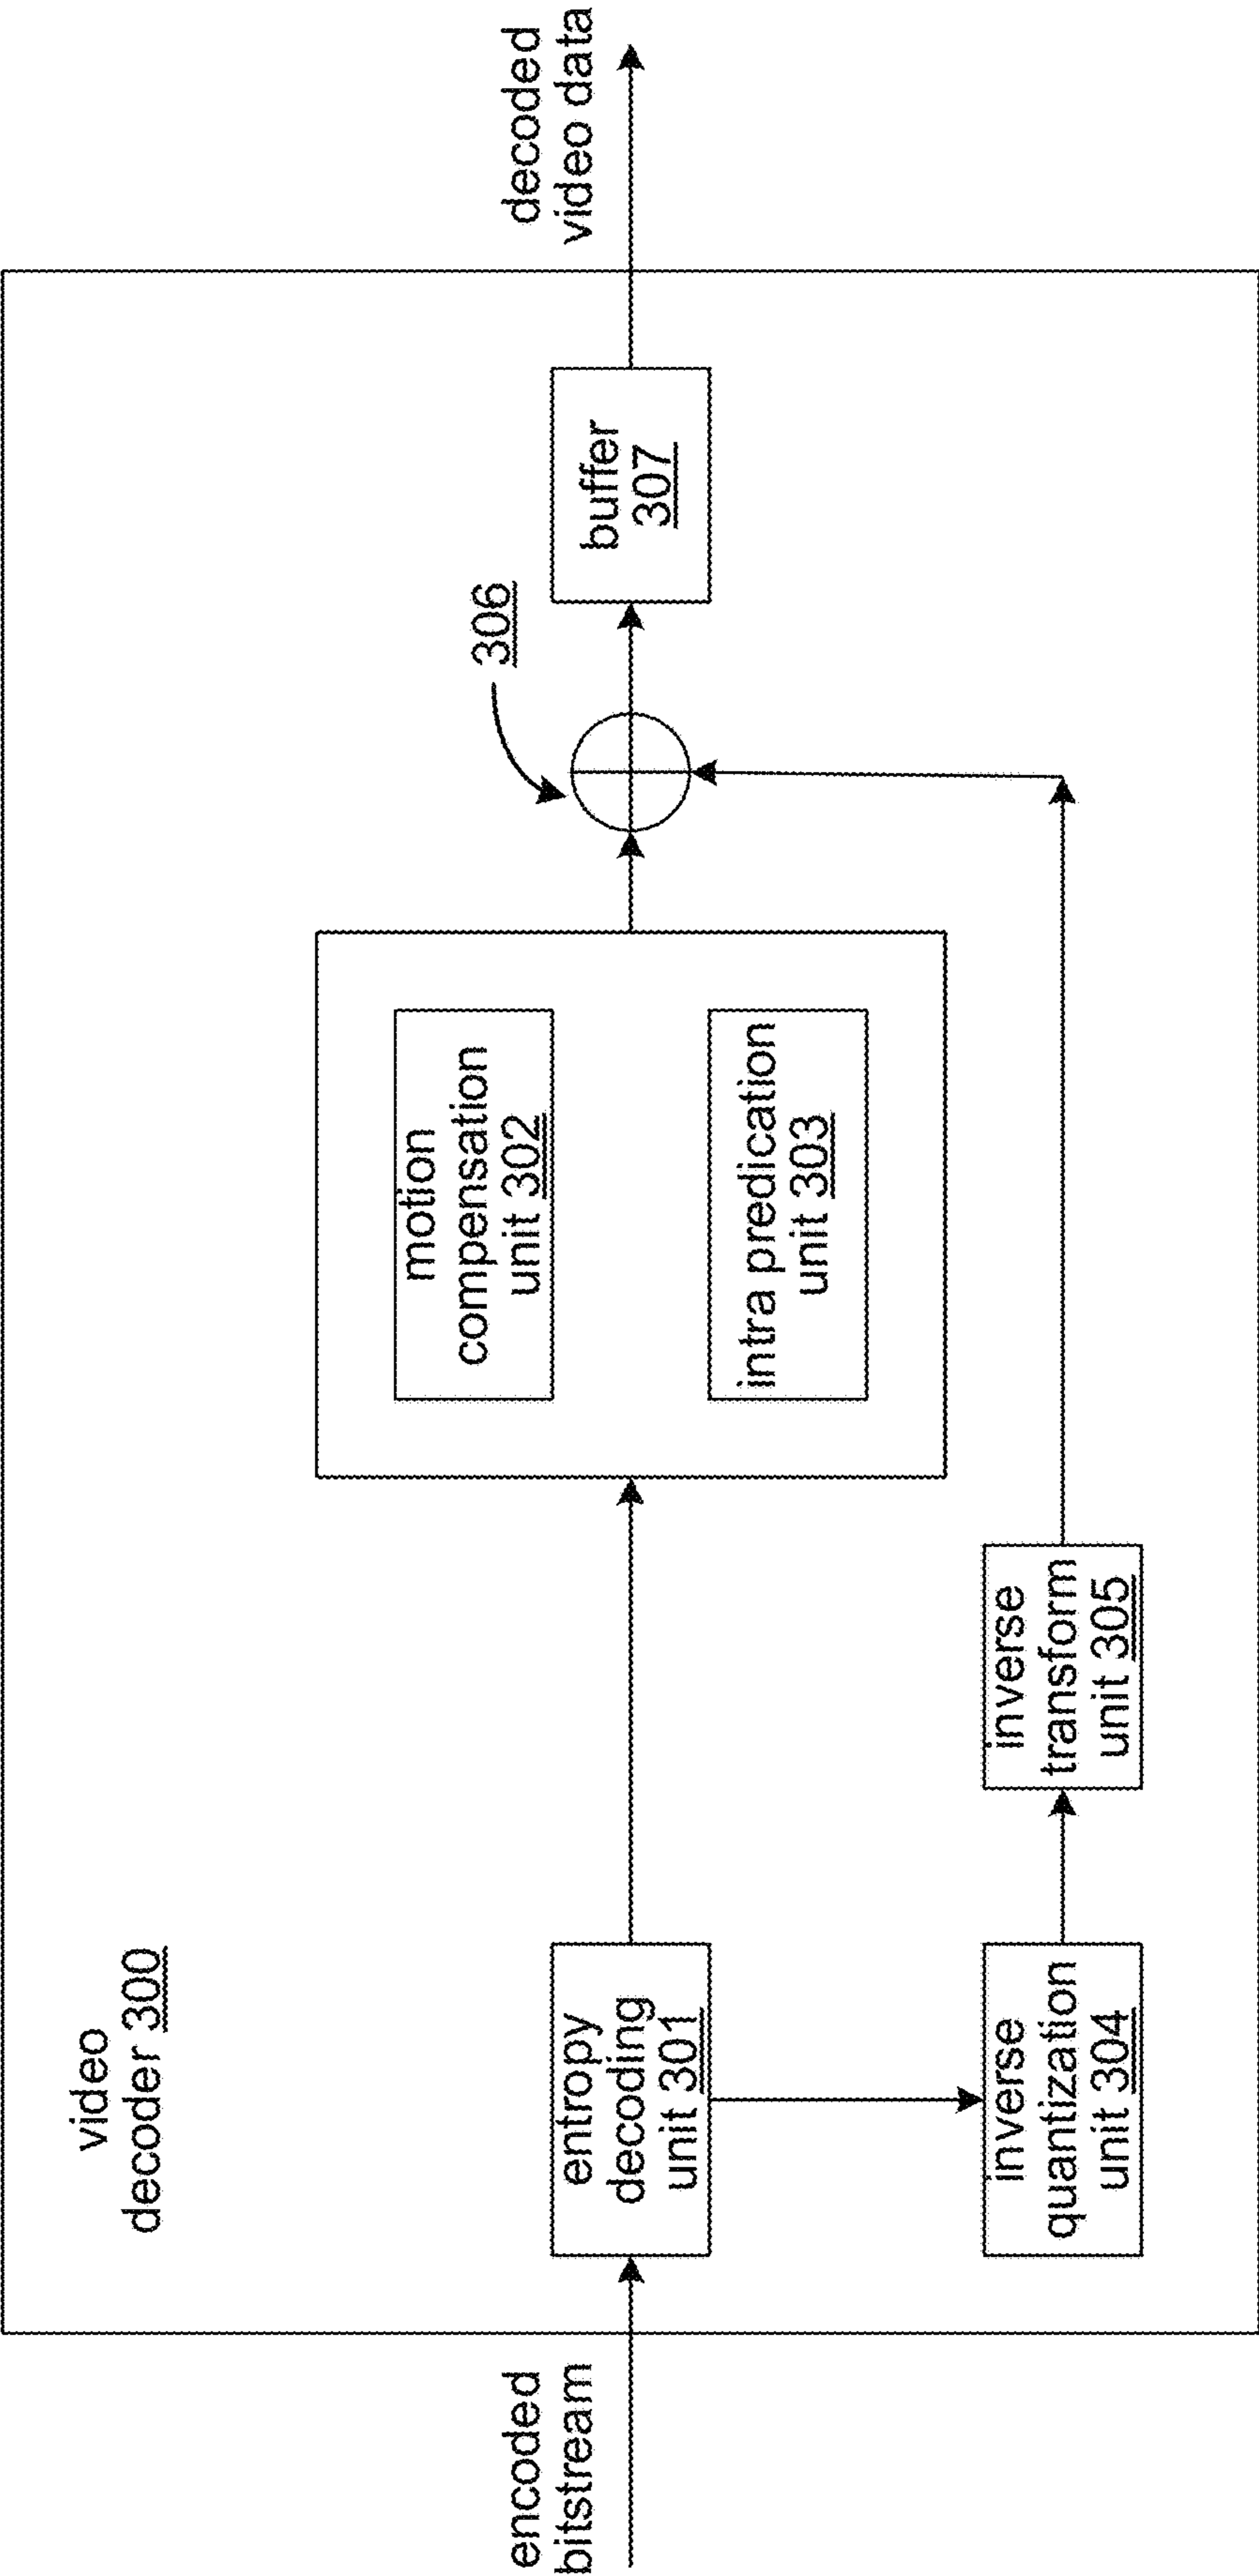 video
decoder 300
encoded
bitstream
entropy
decoding
unit 301
inverse
quantization
unit 304
inverse
transform
unit 305
motion
compensation
unit 302
intra predication
unit 303
306
buffer
307
decoded
video data